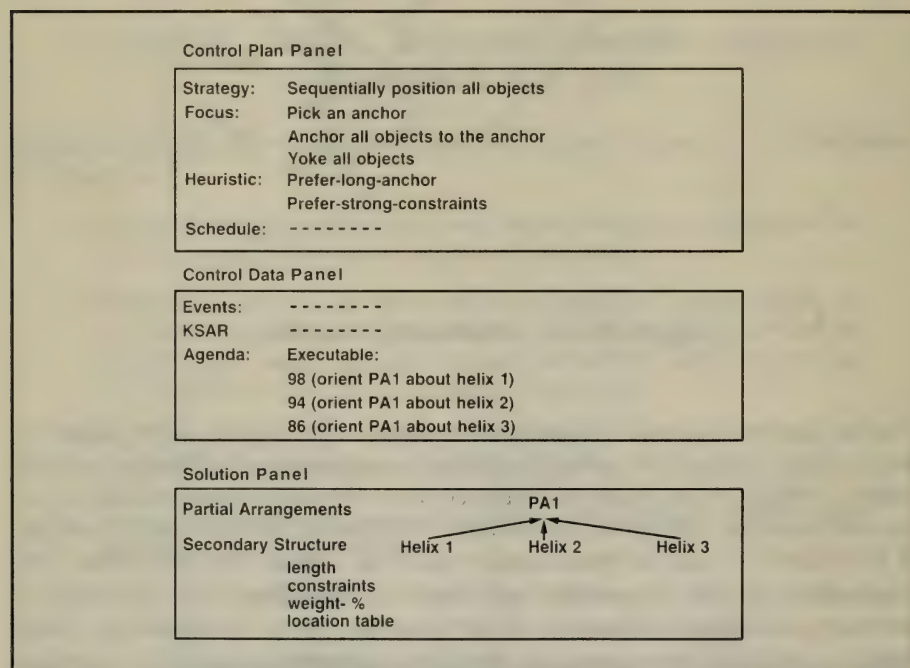 Control Plan Panel
Strategy: Sequentially position all objects
Focus: Pick an anchor
Anchor all objects to the anchor
Yoke all objects
Heuristic: Prefer-long-anchor
Prefer-strong-constraints
Schedule: - - - - - - - -
Control Data Panel
Events: - - - - - - - -
KSAR - - - - - - - -
Agenda: Executable:
98 (orient PA1 about helix 1)
94 (orient PA1 about helix 2)
86 (orient PA1 about helix 3)
Solution Panel
Partial Arrangements PA1
Secondary Structure Helix 1 Helix 2 Helix 3
length
constraints
weight- %
location table